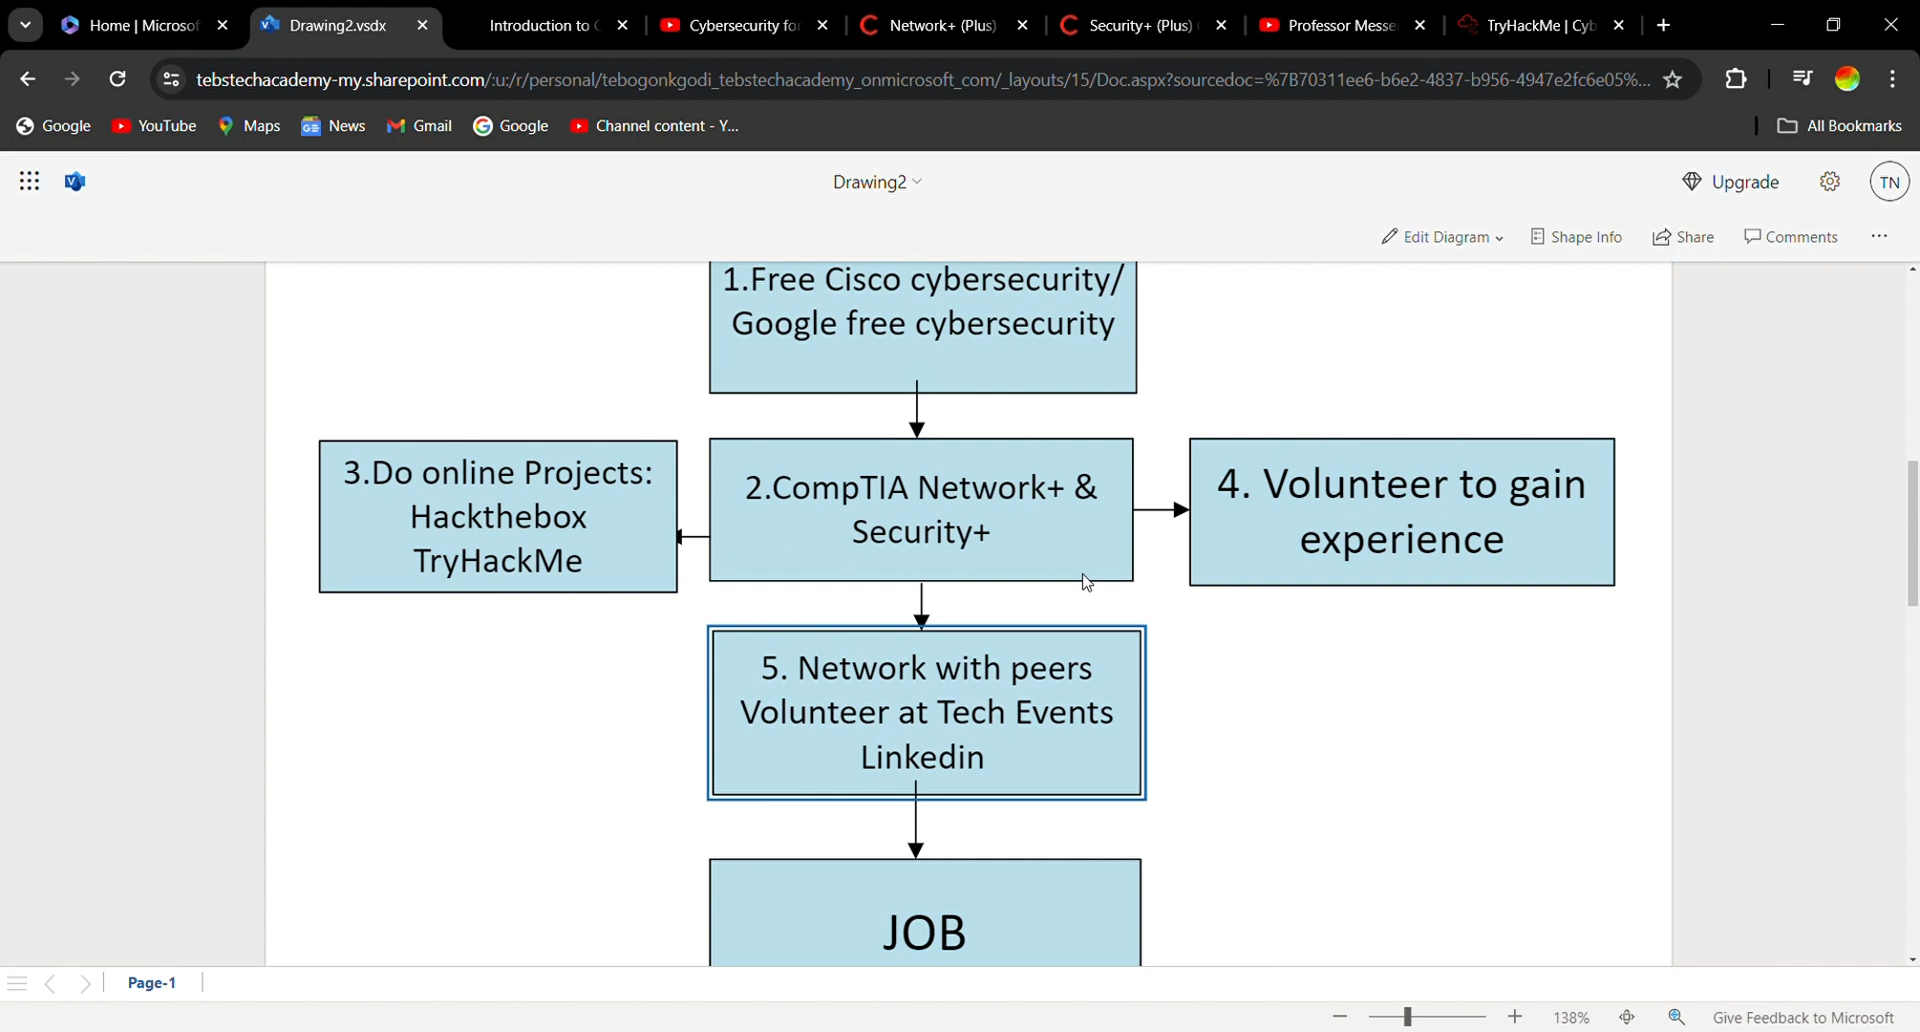 Home | Microsof
Drawing2.vsdx
Introduction to C
Cybersecurity fo
Network+ (Plus)
Security+ (Plus)
Professor Messe
TryHackMe | Cyb
tebstechacademy-my.sharepoint.com/:u:/r/personal/tebogonkgodi_tebstechacademy_onmicrosoft_com/_layouts/15/Doc.aspx?sourcedoc=%7B70311ee6-b6e2-4837-b956-4947e2fc6e05%...
Google
YouTube
Maps
News
Gmail
Google
Channel content - Y...
All Bookmarks
Drawing2
Upgrade
TN
Edit Diagram
Shape Info
Share
Comments
1.Free Cisco cybersecurity/
Google free cybersecurity
3.Do online Projects:
Hackthebox
TryHackMe
2.CompTIA Network+ &
Security+
4. Volunteer to gain
experience
5. Network with peers
Volunteer at Tech Events
Linkedin
JOB
Page-1
138%
Give Feedback to Microsoft